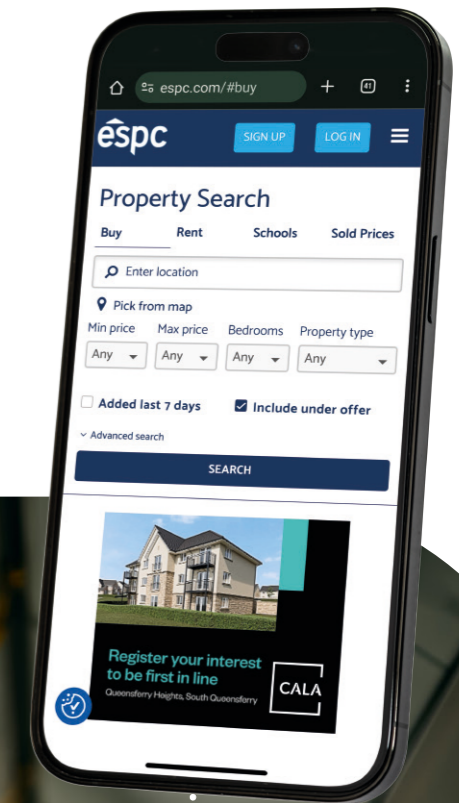 espc.com/#buy
41
êspc
SIGN UP
LOG IN
Property Search
Buy Rent Schools Sold Prices
Enter location
Pick from map
Min price Max price Bedrooms Property type
Any Any Any Any
Added last 7 days Include under offer
Advanced search
SEARCH
Register your interest
to be first in line
Queensferry Heights, South Queensferry
CALA